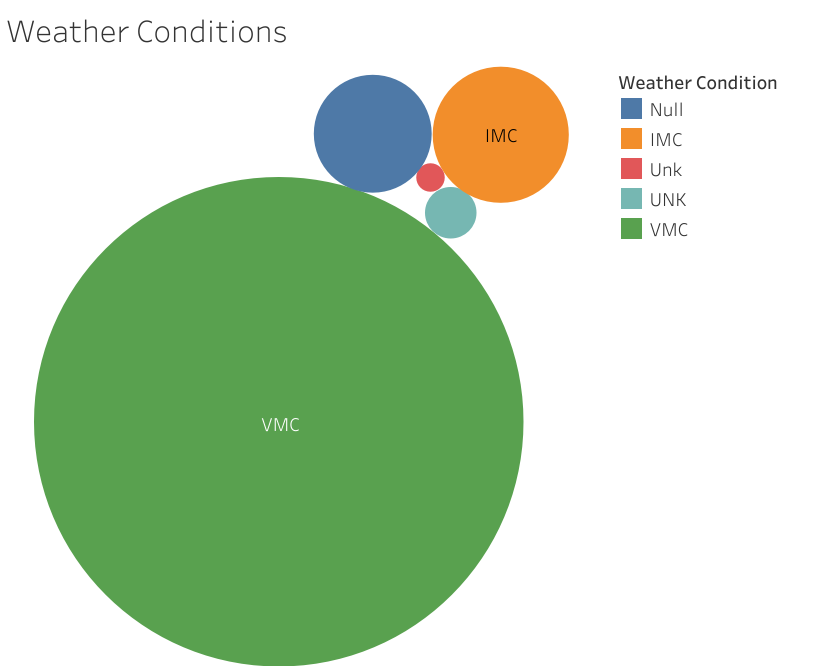 Weather Conditions
IMC
VMC
Weather Condition
Null
IMC
Unk
UNK
VMC